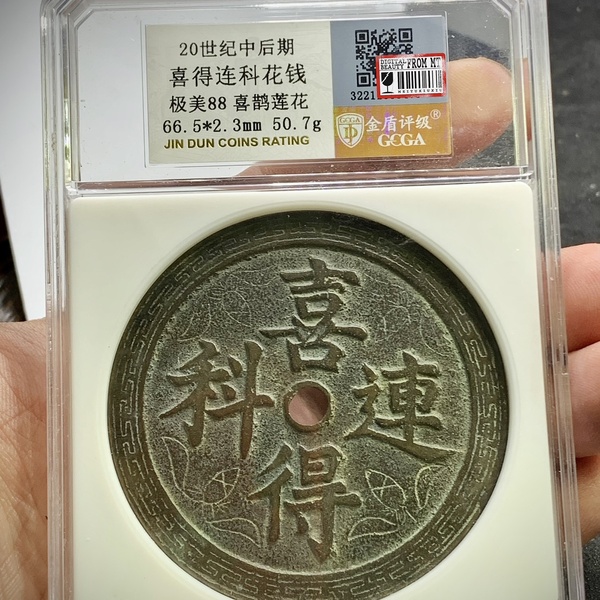 20世纪中后期
喜得连科花钱
极美88 喜鹊莲花
66.5*2.3mm 50.7g
JIN DUN COINS RATING
DIGITAL BEAUTY FROM MT
3221
GCGA
金盾评级®
GCGA
喜
科 連
得